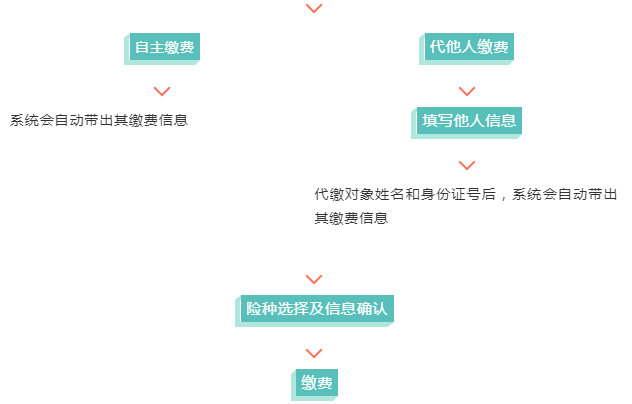 自主缴费
代他人缴费
系统会自动带出其缴费信息
填写他人信息
代缴对象姓名和身份证号后，系统会自动带出
其缴费信息
险种选择及信息确认
缴费